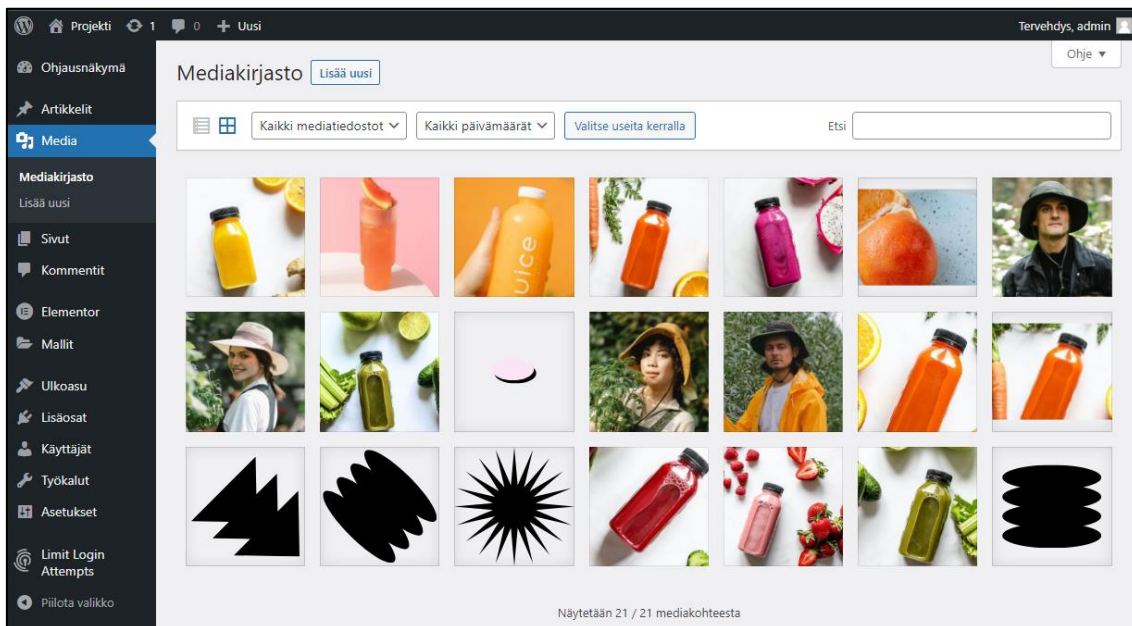 Projekti 1 0 + Uusi Tervehdys, admin
Ohje ▼
Ohjausnäkymä
Artikkelit
Media
Mediakirjasto
Lisää uusi
Sivut
Kommentit
Elementor
Mallit
Ulkoasu
Lisäosat
Käyttäjät
Työkalut
Asetukset
Limit Login
Attempts
Piilota valikko
Mediakirjasto Lisää uusi
Kaikki mediatiedostot Kaikki päivämäärät Valitse useita kerralla Etsi
uice
Näytetään 21 / 21 mediakohteesta